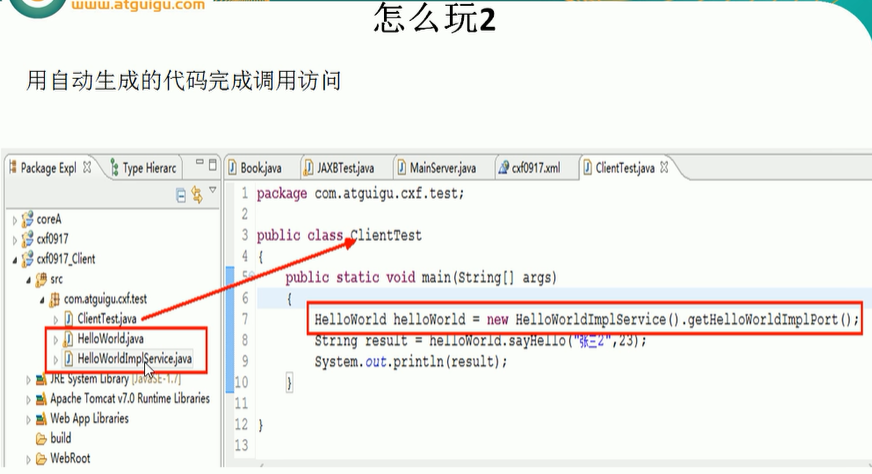 www.atguigu.com
怎么玩2
用自动生成的代码完成调用访问
Package Expl
Type Hierarc
Book.java
JAXBTest.java
MainServer.java
cxf0917.xml
ClientTest.java
coreA
cxf0917
cxf0917_Client
src
com.atguigu.cxf.test
ClientTest.java
HelloWorld.java
HelloWorldImplService.java
JRE System Library [JavaSE-1.7]
Apache Tomcat v7.0 Runtime Libraries
Web App Libraries
build
WebRoot
1 package com.atguigu.cxf.test;
2
3 public class ClientTest
4 {
5 public static void main(String[] args)
6 {
7 HelloWorld helloWorld = new HelloWorldImplService().getHelloWorldImplPort();
8 String result = helloWorld.sayHello("张三2",23);
9 System.out.println(result);
10 }
11
12 }
13